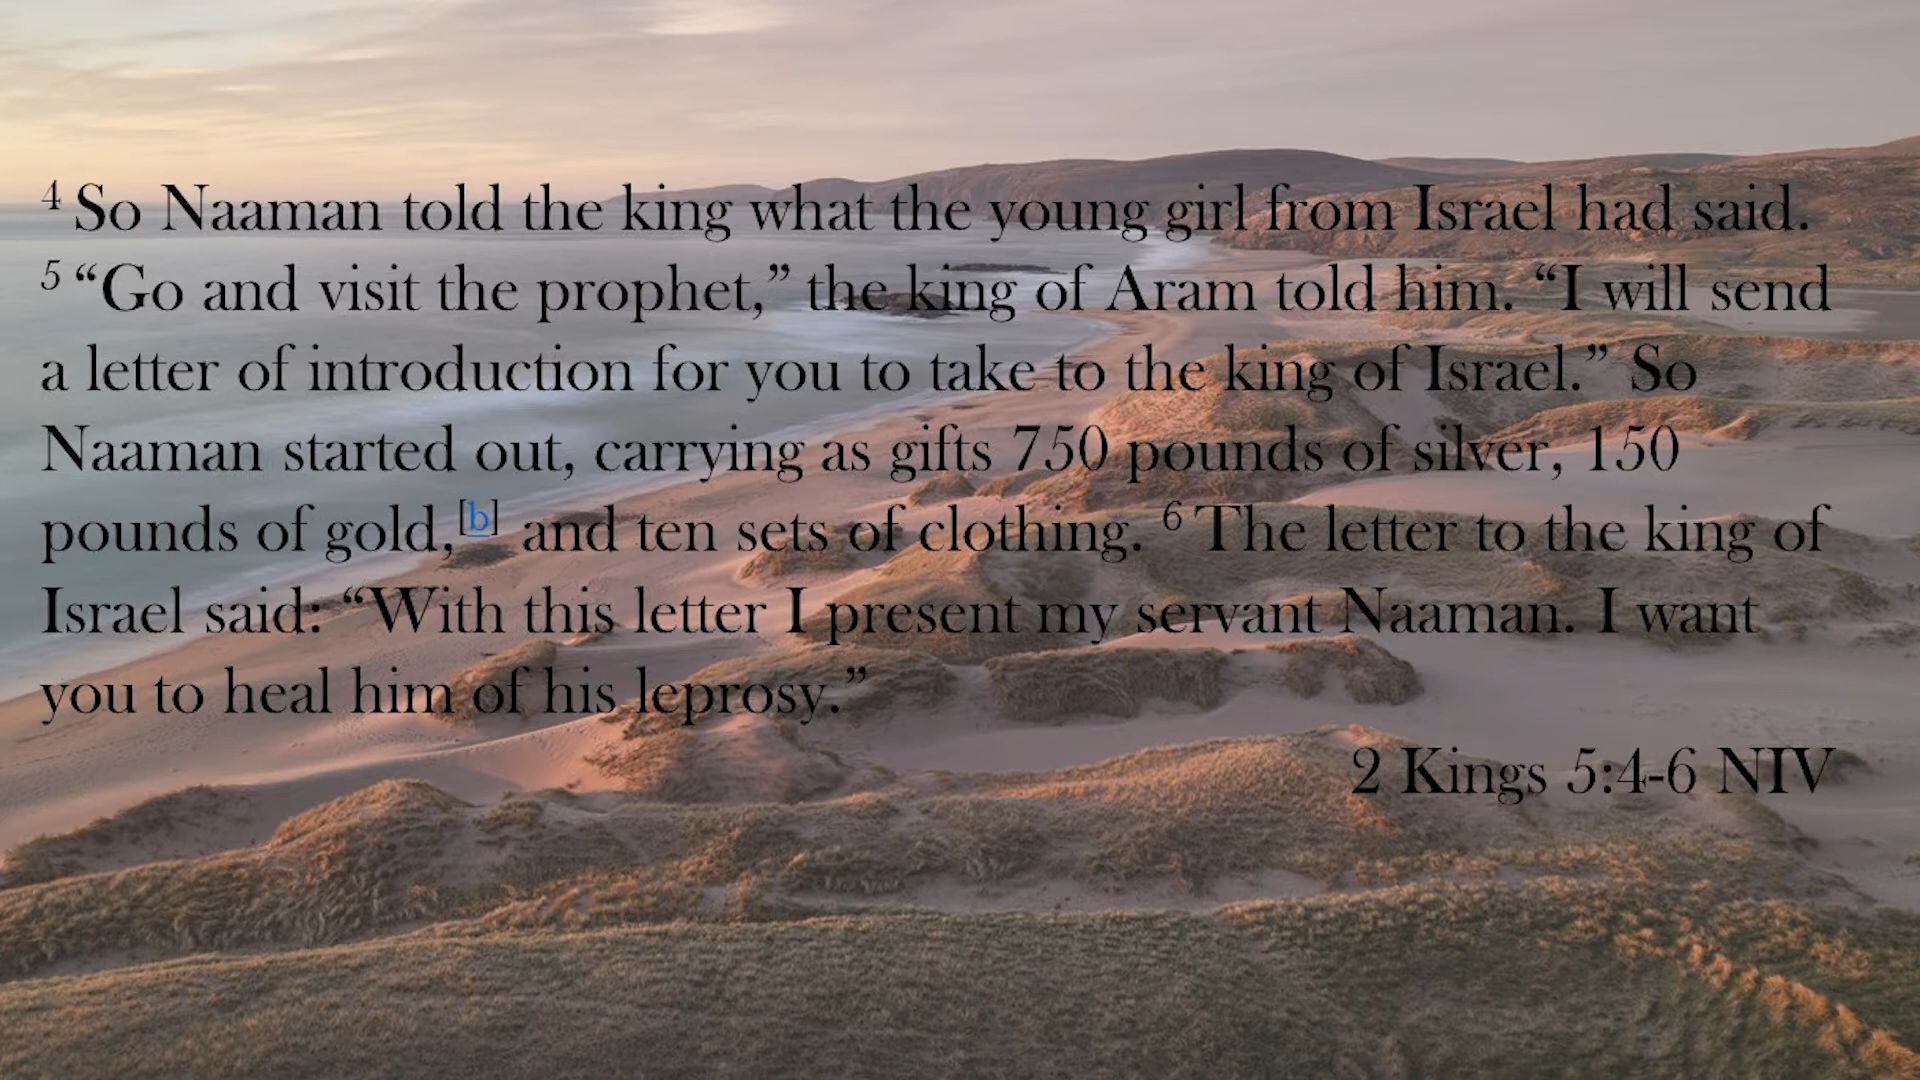 4 So Naaman told the king what the young girl from Israel had said.
5 “Go and visit the prophet,” the king of Aram told him. “I will send
a letter of introduction for you to take to the king of Israel.” So
Naaman started out, carrying as gifts 750 pounds of silver, 150
pounds of gold,[b] and ten sets of clothing. 6 The letter to the king of
Israel said: “With this letter I present my servant Naaman. I want
you to heal him of his leprosy.”
2 Kings 5:4-6 NIV